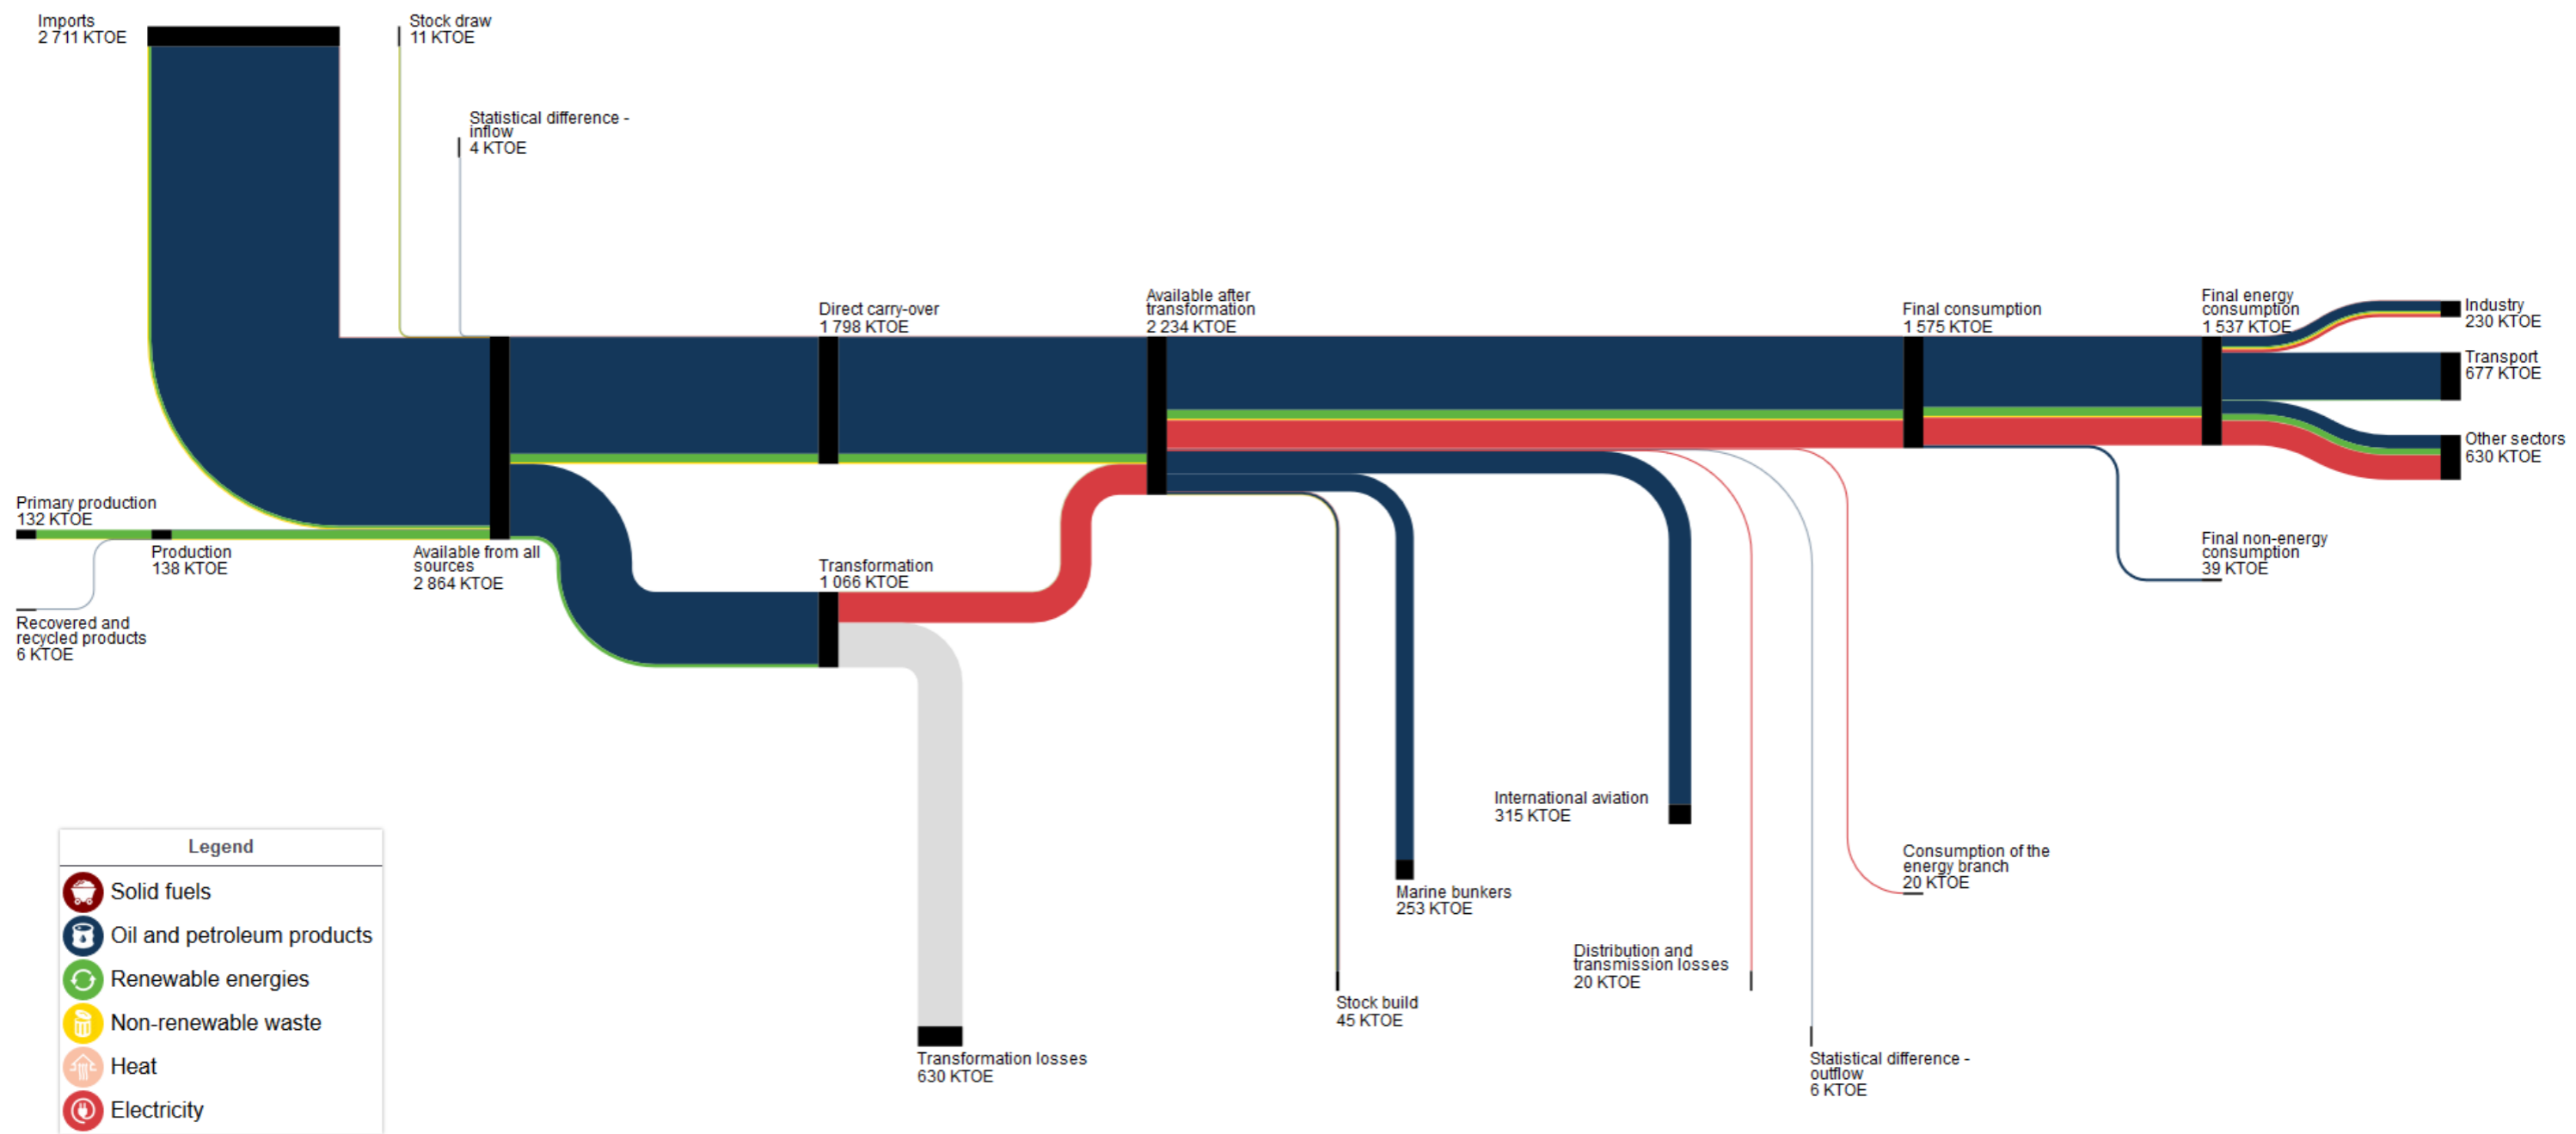 Imports
2 711 KTOE
Stock draw
11 KTOE
Statistical difference -
inflow
4 KTOE
Direct carry-over
1 798 KTOE
Available after
transformation
2 234 KTOE
Final consumption
1 575 KTOE
Final energy
consumption
1 537 KTOE
Industry
230 KTOE
Transport
677 KTOE
Other sectors
630 KTOE
Primary production
132 KTOE
Production
138 KTOE
Available from all
sources
2 864 KTOE
Transformation
1 066 KTOE
Final non-energy
consumption
39 KTOE
Recovered and
recycled products
6 KTOE
International aviation
315 KTOE
Marine bunkers
253 KTOE
Consumption of the
energy branch
20 KTOE
Distribution and
transmission losses
20 KTOE
Stock build
45 KTOE
Transformation losses
630 KTOE
Statistical difference -
outflow
6 KTOE
Legend
Solid fuels
Oil and petroleum products
Renewable energies
Non-renewable waste
Heat
Electricity